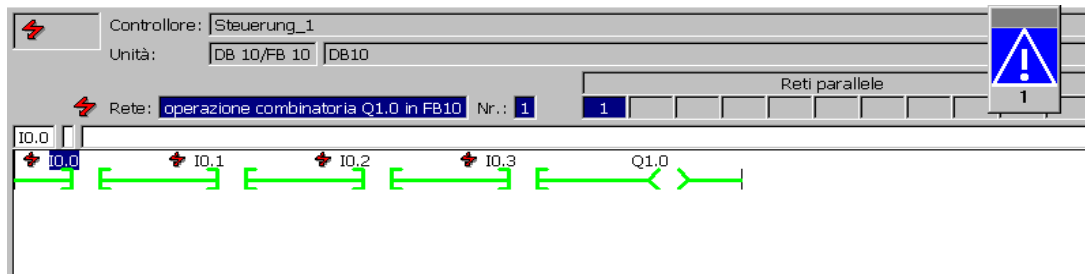 Controllore: Steuerung_1
Unità: DB 10/FB 10 DB10
Reti parallele
1
Rete: operazione combinatoria Q1.0 in FB10 Nr.: 1 1
I0.0
I0.0 I0.1 I0.2 I0.3 Q1.0